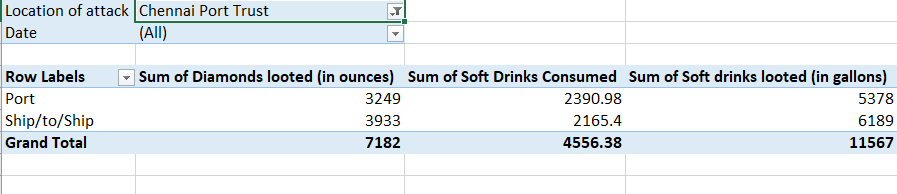 Location of attack Chennai Port Trust
Date (All)
Row Labels Sum of Diamonds looted (in ounces) Sum of Soft Drinks Consumed Sum of Soft drinks looted (in gallons)
Port 3249 2390.98 5378
Ship/to/Ship 3933 2165.4 6189
Grand Total 7182 4556.38 11567